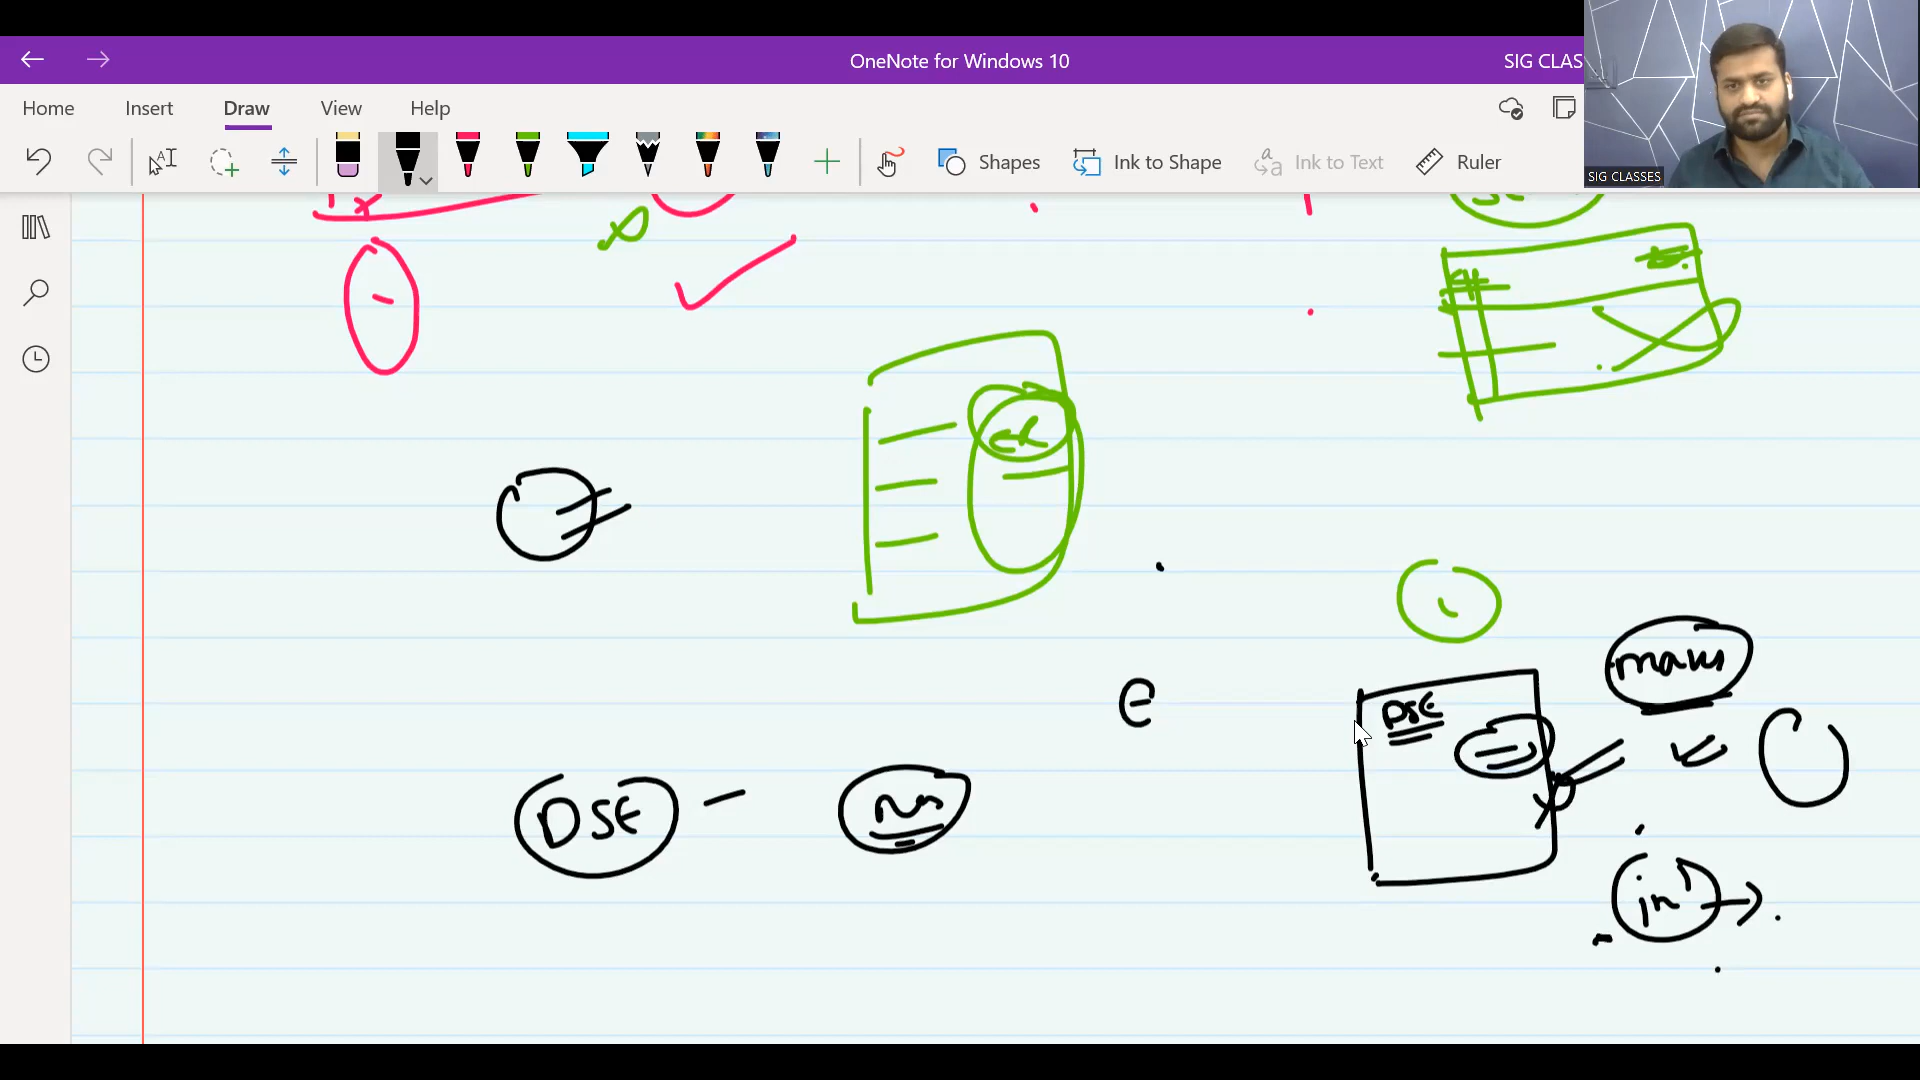 OneNote for Windows 10
SIG CLAS
Home Insert Draw View Help
Shapes Ink to Shape Ink to Text Ruler
SIG CLASSES
e
DSE
DSE
in